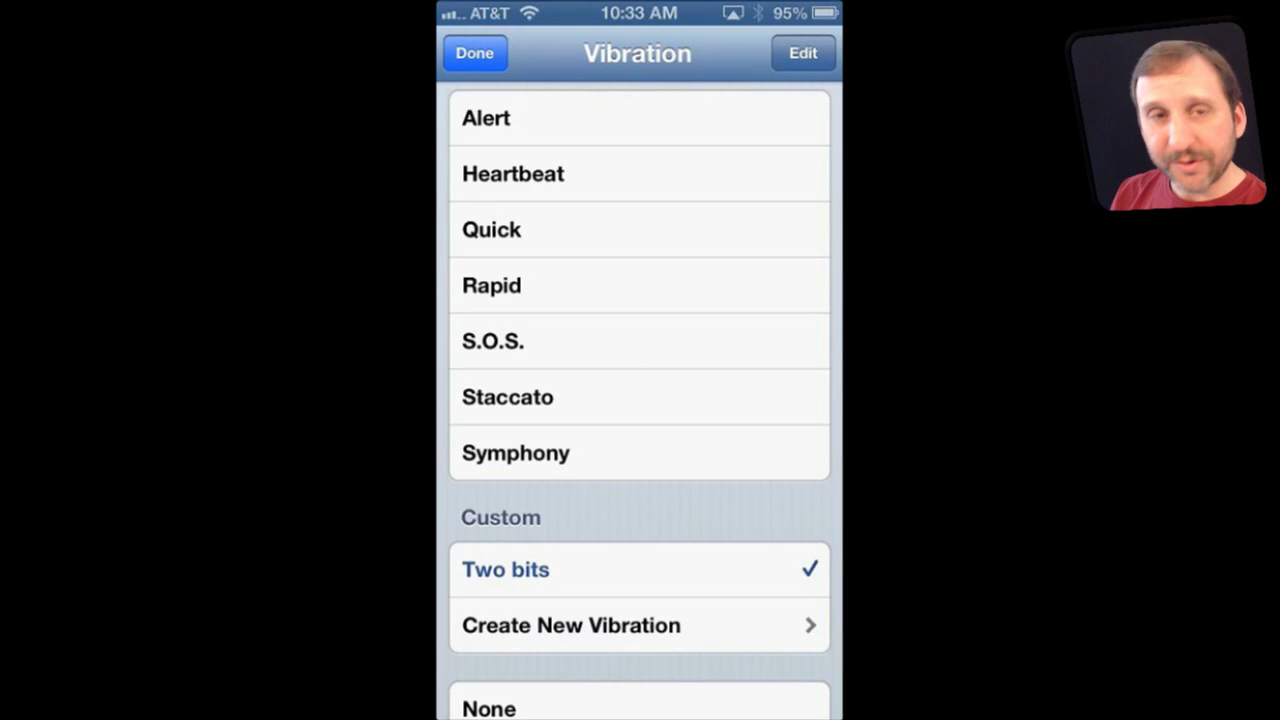 AT&T 10:33 AM 95%
Done Vibration Edit
Alert
Heartbeat
Quick
Rapid
S.O.S.
Staccato
Symphony
Custom
Two bits
Create New Vibration
None